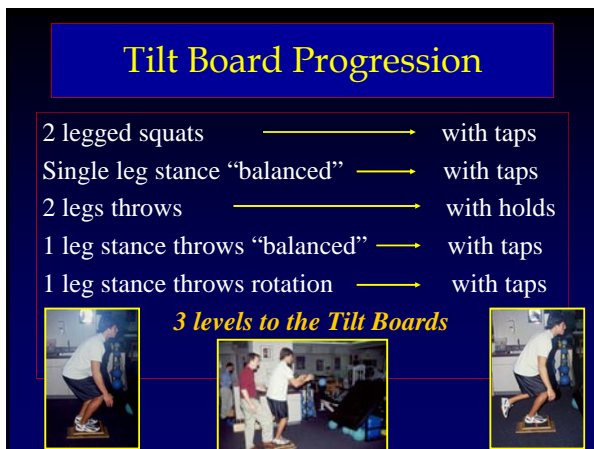 Tilt Board Progression
2 legged squats with taps
Single leg stance “balanced” with taps
2 legs throws with holds
1 leg stance throws “balanced” with taps
1 leg stance throws rotation with taps
3 levels to the Tilt Boards